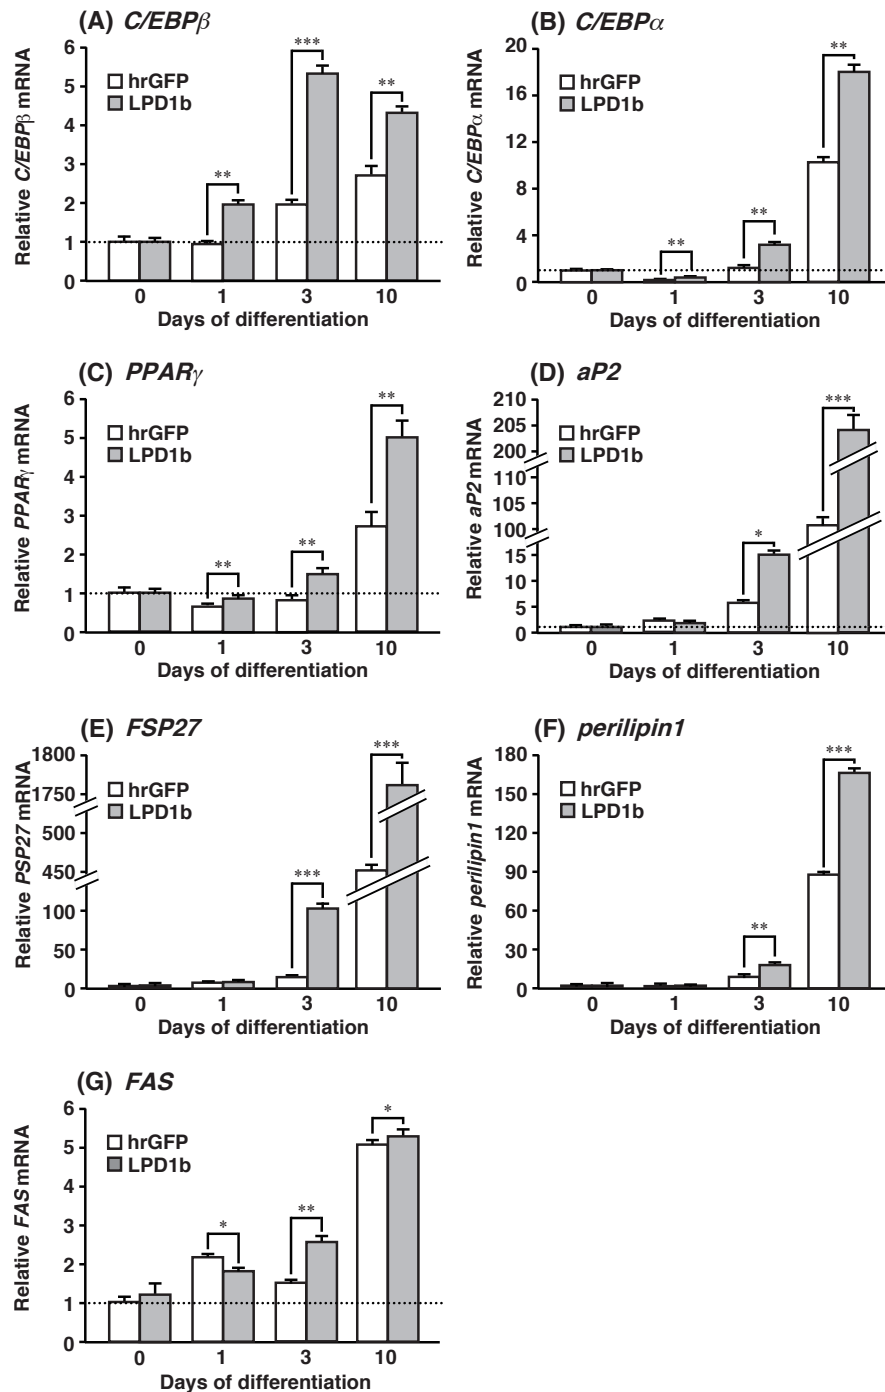 (A) C/EBPβ
Relative C/EBPβ mRNA
6
5
4
3
2
1
0
hrGFP
LPD1b
**
***
**
0 1 3 10
Days of differentiation
(B) C/EBPα
Relative C/EBPα mRNA
20
16
12
8
4
0
hrGFP
LPD1b
**
**
**
0 1 3 10
Days of differentiation
(C) PPARγ
Relative PPARγ mRNA
6
5
4
3
2
1
0
hrGFP
LPD1b
**
**
**
0 1 3 10
Days of differentiation
(D) aP2
Relative aP2 mRNA
210
205
200
110
105
100
15
10
5
0
hrGFP
LPD1b
*
***
0 1 3 10
Days of differentiation
(E) FSP27
Relative PSP27 mRNA
1800
1750
500
450
100
50
0
hrGFP
LPD1b
***
***
0 1 3 10
Days of differentiation
(F) perilipin1
Relative perilipin1 mRNA
180
150
120
90
60
30
0
hrGFP
LPD1b
**
***
0 1 3 10
Days of differentiation
(G) FAS
Relative FAS mRNA
6
5
4
3
2
1
0
hrGFP
LPD1b
*
**
*
0 1 3 10
Days of differentiation